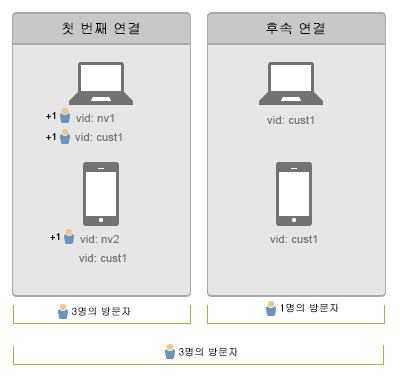 첫 번째 연결
+1 vid: nv1
+1 vid: cust1
+1 vid: nv2
vid: cust1
3명의 방문자
후속 연결
vid: cust1
vid: cust1
1명의 방문자
3명의 방문자